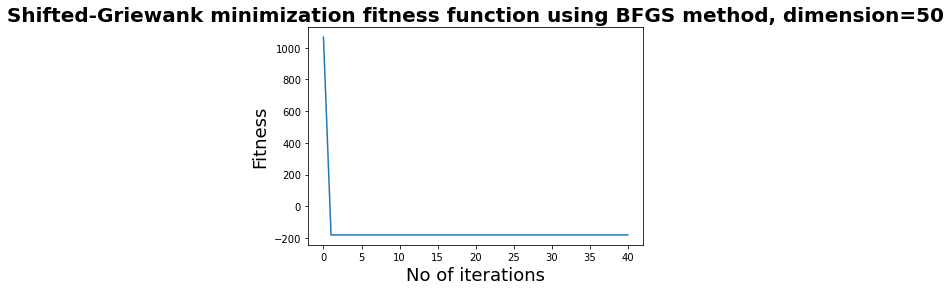 Shifted-Griewank minimization fitness function using BFGS method, dimension=50
1000
800
600
400
200
0
−200
Fitness
0 5 10 15 20 25 30 35 40
No of iterations